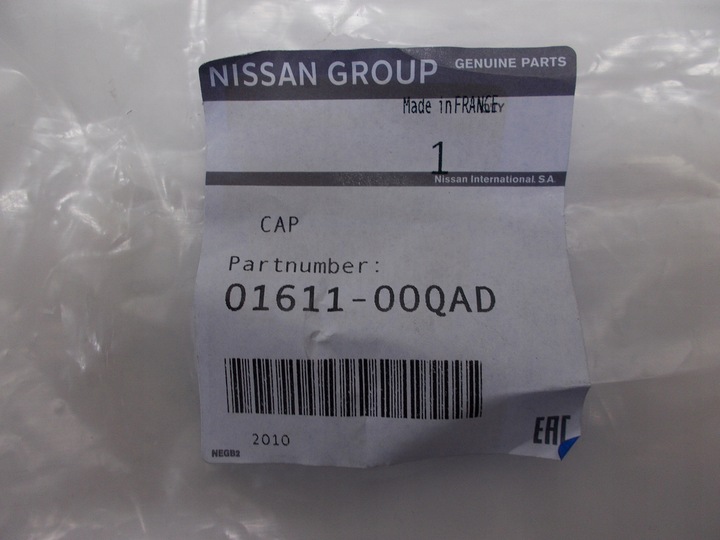 NISSAN GROUP GENUINE PARTS
Made in FRANCE
1
Nissan International. S.A.
CAP
Partnumber:
01611-00QAD
2010
NEGB2
EAC